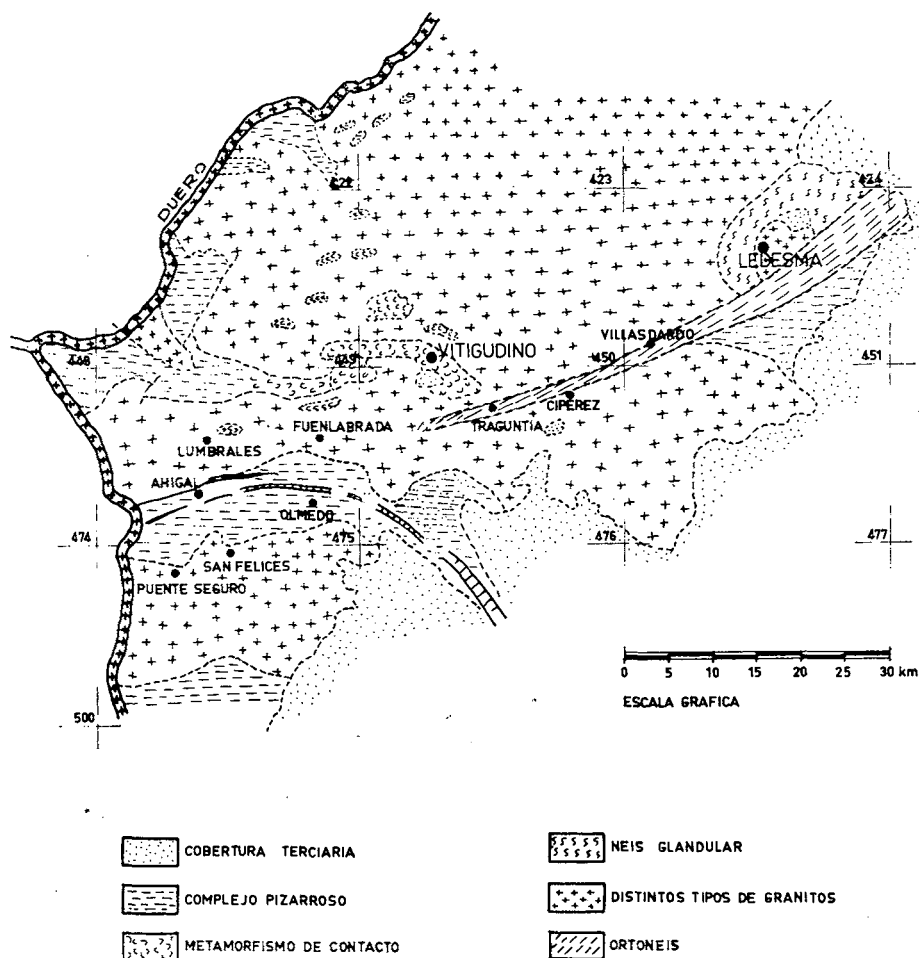 DUERO
422
423
424
LEDESMA
VILLASDARDO
468
449
VITIGUDINO
450
451
CIPEREZ
TRAGUNTIA
FUENLABRADA
LUMBRALES
AHIGAL
OLMEDO
474
475
476
477
SAN FELICES
PUENTE SEGURO
0 5 10 15 20 25 30 km
ESCALA GRAFICA
500
COBERTURA TERCIARIA
NEIS GLANDULAR
COMPLEJO PIZARROSO
DISTINTOS TIPOS DE GRANITOS
METAMORFISMO DE CONTACTO
ORTONEIS